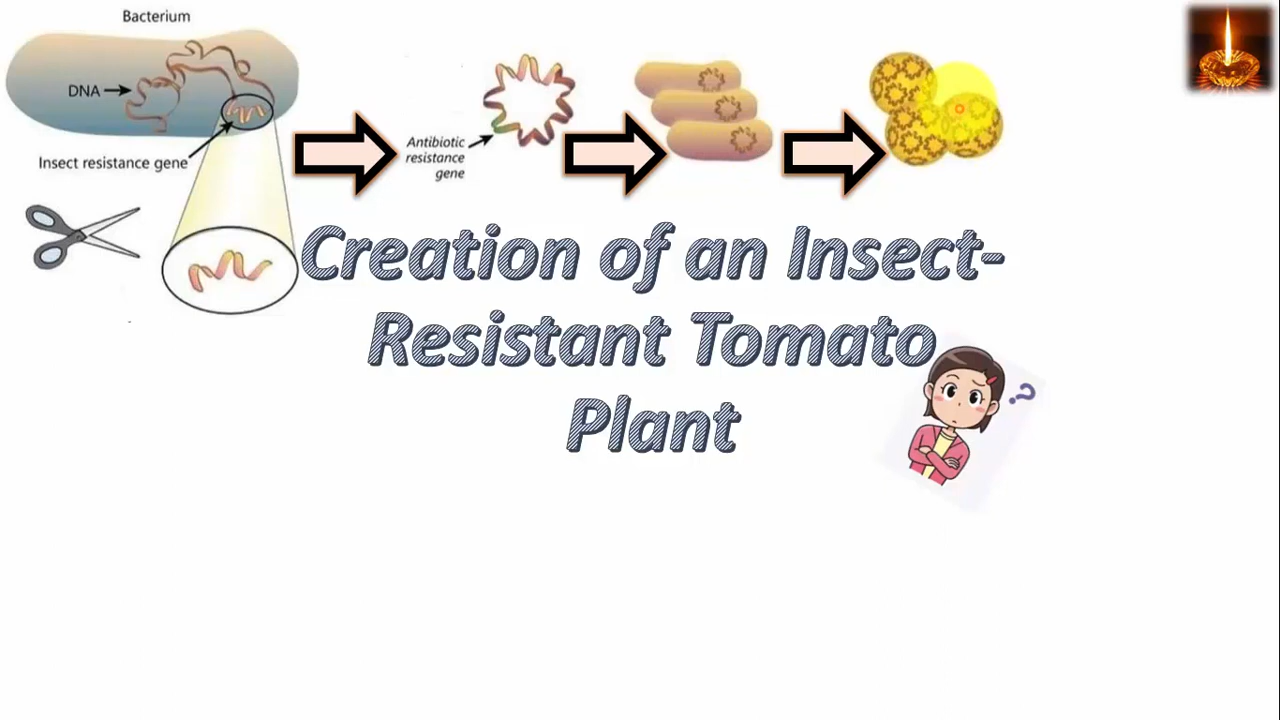 Bacterium
DNA
Insect resistance gene
Antibiotic
resistance
gene
Creation of an Insect-
Resistant Tomato
Plant
?